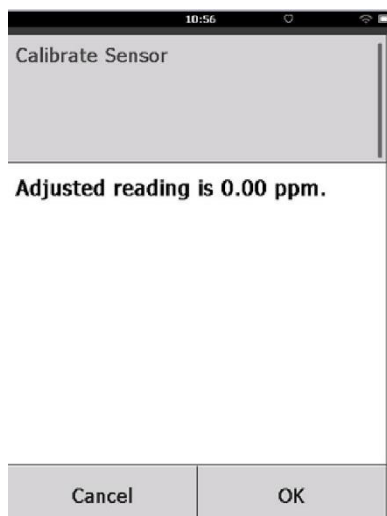 10:56
Calibrate Sensor
Adjusted reading is 0.00 ppm.
Cancel
OK